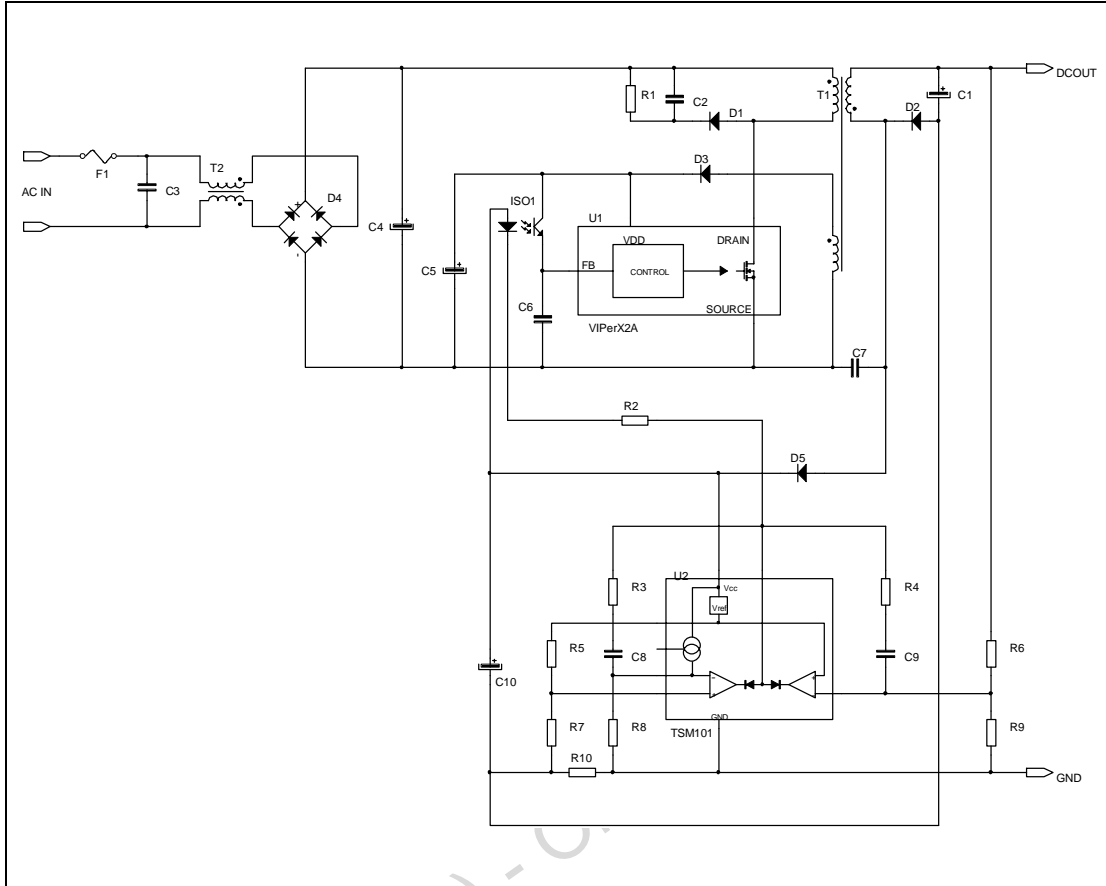 DCOUT
R1
C2
D1
T1
D2
C1
F1
T2
AC IN
C3
D4
D3
ISO1
U1
C4
VDD
DRAIN
C5
FB
CONTROL
C6
SOURCE
VIPerX2A
C7
R2
D5
U2
R3
Vcc
R4
Vref
R5
C8
C9
R6
C10
- +
+ -
GND
R7
R8
TSM101
R9
R10
GND